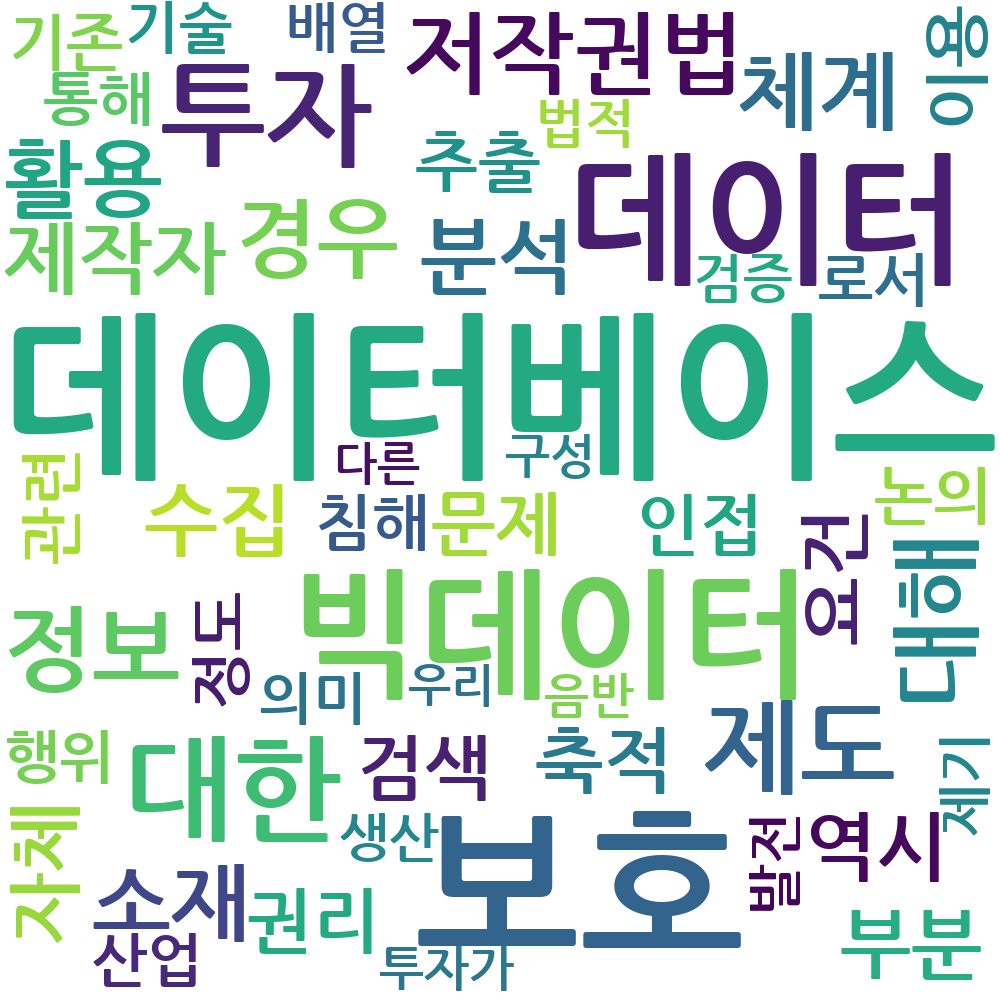 기존
기술
배열
저작권법
이용
통해
투자
법적
체계
활용
추출
데이터
제작자
경우
분석
검증
로서
데이터베이스
다른
구성
관련
수집
침해
문제
인접
논의
요건
대해
빅데이터
정보
정도
의미
우리
음반
제도
행위
대한
검색
축적
제기
자체
생산
보호
발전
역시
소재
권리
부분
산업
투자가